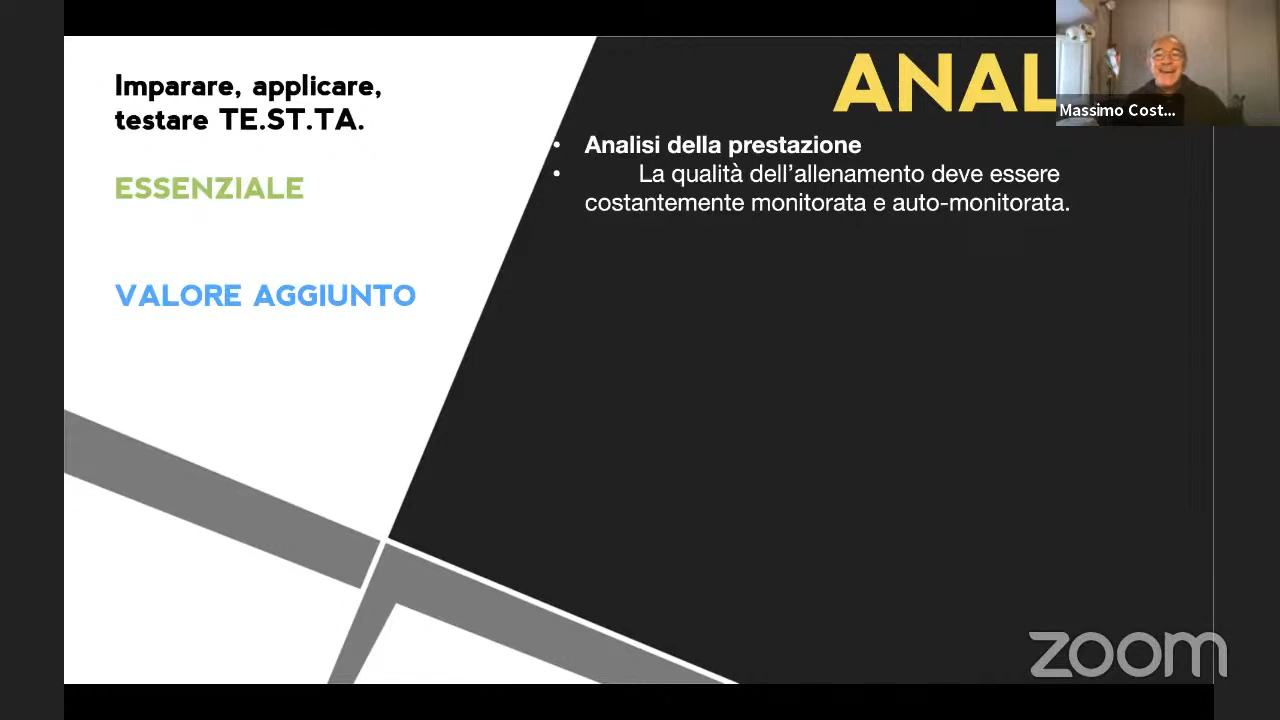 Imparare, applicare,
testare TE.ST.TA.
ESSENZIALE
VALORE AGGIUNTO
ANAL
• Analisi della prestazione
• La qualità dell’allenamento deve essere
costantemente monitorata e auto-monitorata.
Massimo Cost...
zoom